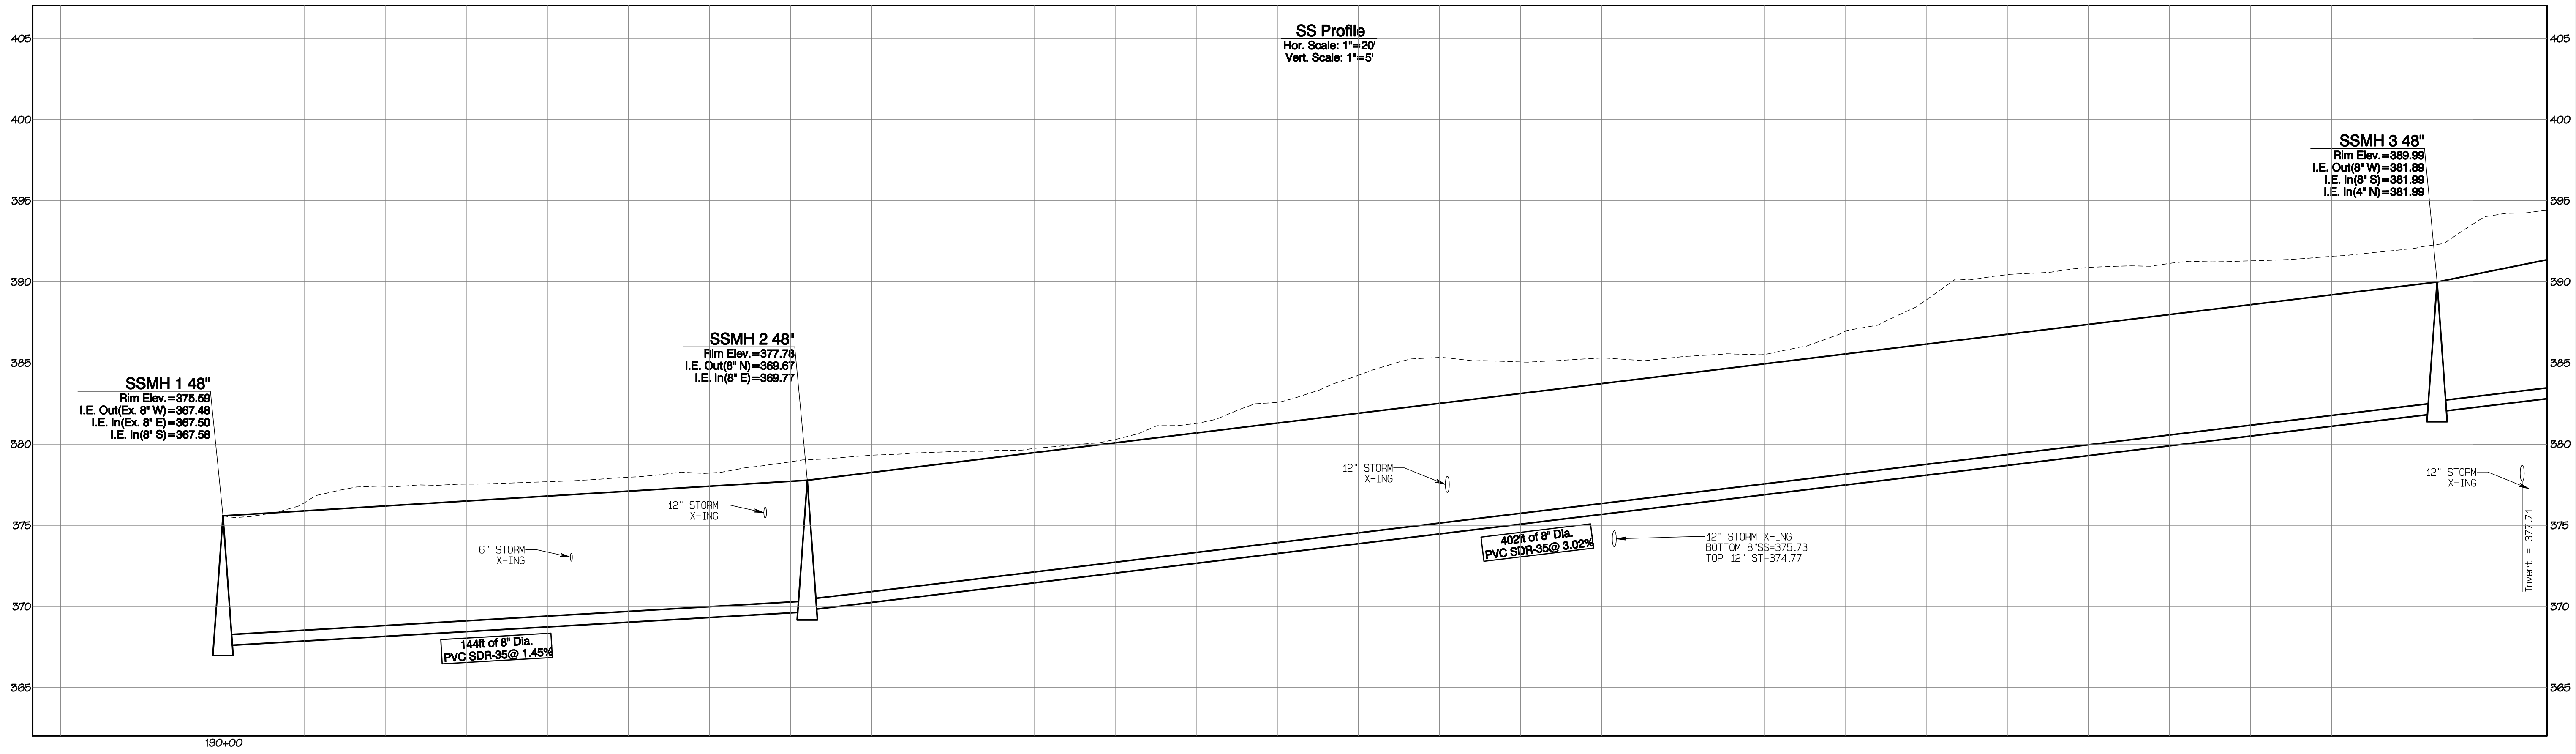 SS Profile
Hor. Scale: 1"=20'
Vert. Scale: 1"=5'
405
400
395
390
385
380
375
370
365
405
400
395
390
385
380
375
370
365
SSMH 1 48"
Rim Elev.=375.59
I.E. Out(Ex. 8" W)=367.48
I.E. In(Ex. 8" E)=367.50
I.E. In(8" S)=367.58
6" STORM
X-ING
144ft of 8" Dia.
PVC SDR-35@ 1.45%
SSMH 2 48"
Rim Elev.=377.78
I.E. Out(8" N)=369.67
I.E. In(8" E)=369.77
12" STORM
X-ING
12" STORM
X-ING
402ft of 8" Dia.
PVC SDR-35@ 3.02%
12" STORM X-ING
BOTTOM 8"SS=375.73
TOP 12" ST=374.77
SSMH 3 48"
Rim Elev.=389.99
I.E. Out(8" W)=381.89
I.E. In(8" S)=381.99
I.E. In(4" N)=381.99
12" STORM
X-ING
Invert = 377.71
190+00